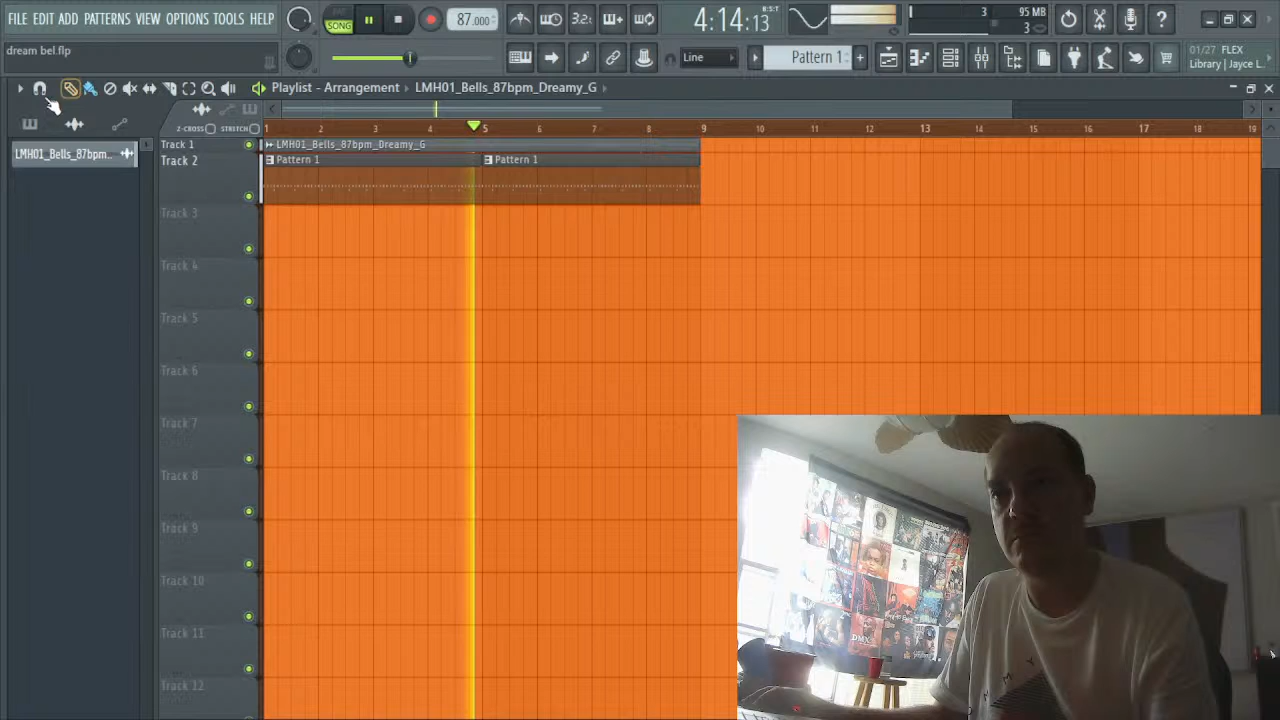 FILE EDIT ADD PATTERNS VIEW OPTIONS TOOLS HELP
dream bel.flp
PAT
SONG
87.000
3.2
4:14:13
B:S:T
3
95 MB
3
Line
Pattern 1
01/27 FLEX
Library | Jayce L..
Playlist - Arrangement LMH01_Bells_87bpm_Dreamy_G
Z-CROSS STRETCH
1 2 3 4 5 6 7 8 9 10 11 12 13 14 15 16 17 18 19
LMH01_Bells_87bpm..
Track 1
LMH01_Bells_87bpm_Dreamy_G
Track 2
Pattern 1
Pattern 1
Track 3
Track 4
Track 5
Track 6
Track 7
Track 8
Track 9
Track 10
Track 11
Track 12
DMX